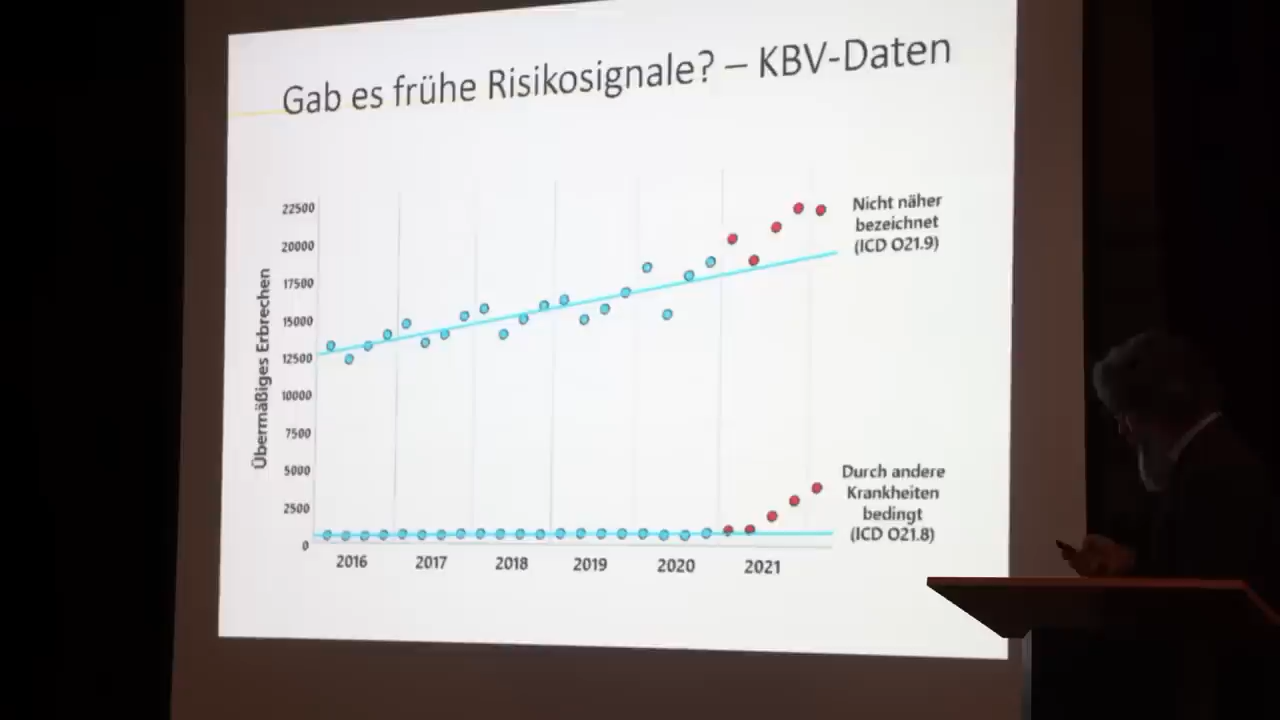 Gab es frühe Risikosignale? – KBV-Daten
Übermäßiges Erbrechen
22500
20000
17500
15000
12500
10000
7500
5000
2500
0
2016 2017 2018 2019 2020 2021
Nicht näher
bezeichnet
(ICD O21.9)
Durch andere
Krankheiten
bedingt
(ICD O21.8)